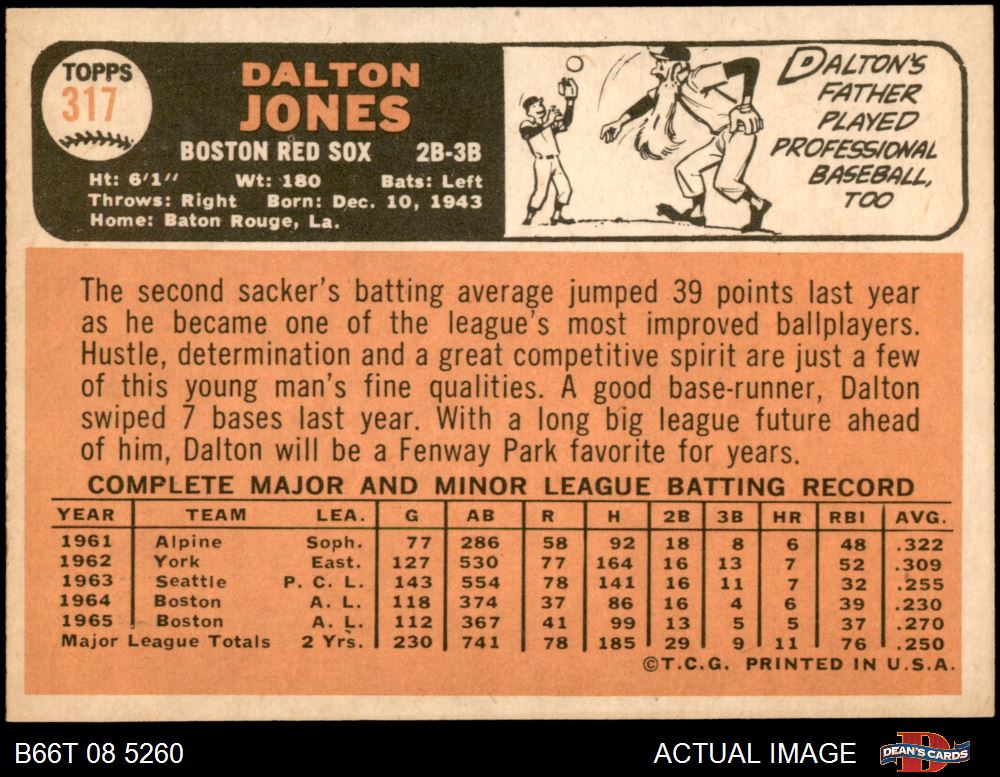 TOPPS
317
DALTON
JONES
BOSTON RED SOX 2B-3B
Ht: 6'1" Wt: 180 Bats: Left
Throws: Right Born: Dec. 10, 1943
Home: Baton Rouge, La.
DALTON'S
FATHER
PLAYED
PROFESSIONAL
BASEBALL,
TOO
The second sacker's batting average jumped 39 points last year
as he became one of the league's most improved ballplayers.
Hustle, determination and a great competitive spirit are just a few
of this young man's fine qualities. A good base-runner, Dalton
swiped 7 bases last year. With a long big league future ahead
of him, Dalton will be a Fenway Park favorite for years.
COMPLETE MAJOR AND MINOR LEAGUE BATTING RECORD
YEAR TEAM LEA. G AB R H 2B 3B HR RBI AVG.
1961 Alpine Soph. 77 286 58 92 18 8 6 48 .322
1962 York East. 127 530 77 164 16 13 7 52 .309
1963 Seattle P. C. L. 143 554 78 141 16 11 7 32 .255
1964 Boston A. L. 118 374 37 86 16 4 6 39 .230
1965 Boston A. L. 112 367 41 99 13 5 5 37 .270
Major League Totals 2 Yrs. 230 741 78 185 29 9 11 76 .250
©T.C.G. PRINTED IN U.S.A.
B66T 08 5260 ACTUAL IMAGE DEAN'S CARDS